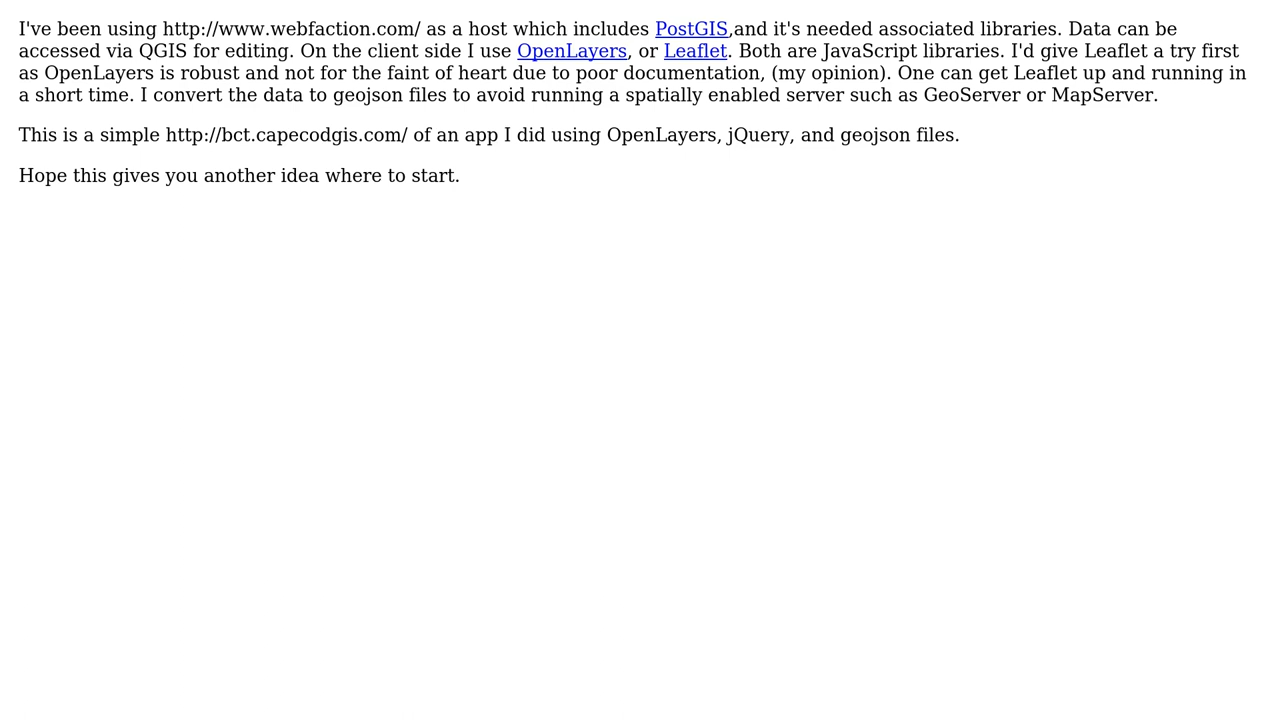 I've been using http://www.webfaction.com/ as a host which includes PostGIS,and it's needed associated libraries. Data can be
accessed via QGIS for editing. On the client side I use OpenLayers, or Leaflet. Both are JavaScript libraries. I'd give Leaflet a try first
as OpenLayers is robust and not for the faint of heart due to poor documentation, (my opinion). One can get Leaflet up and running in
a short time. I convert the data to geojson files to avoid running a spatially enabled server such as GeoServer or MapServer.
This is a simple http://bct.capecodgis.com/ of an app I did using OpenLayers, jQuery, and geojson files.
Hope this gives you another idea where to start.